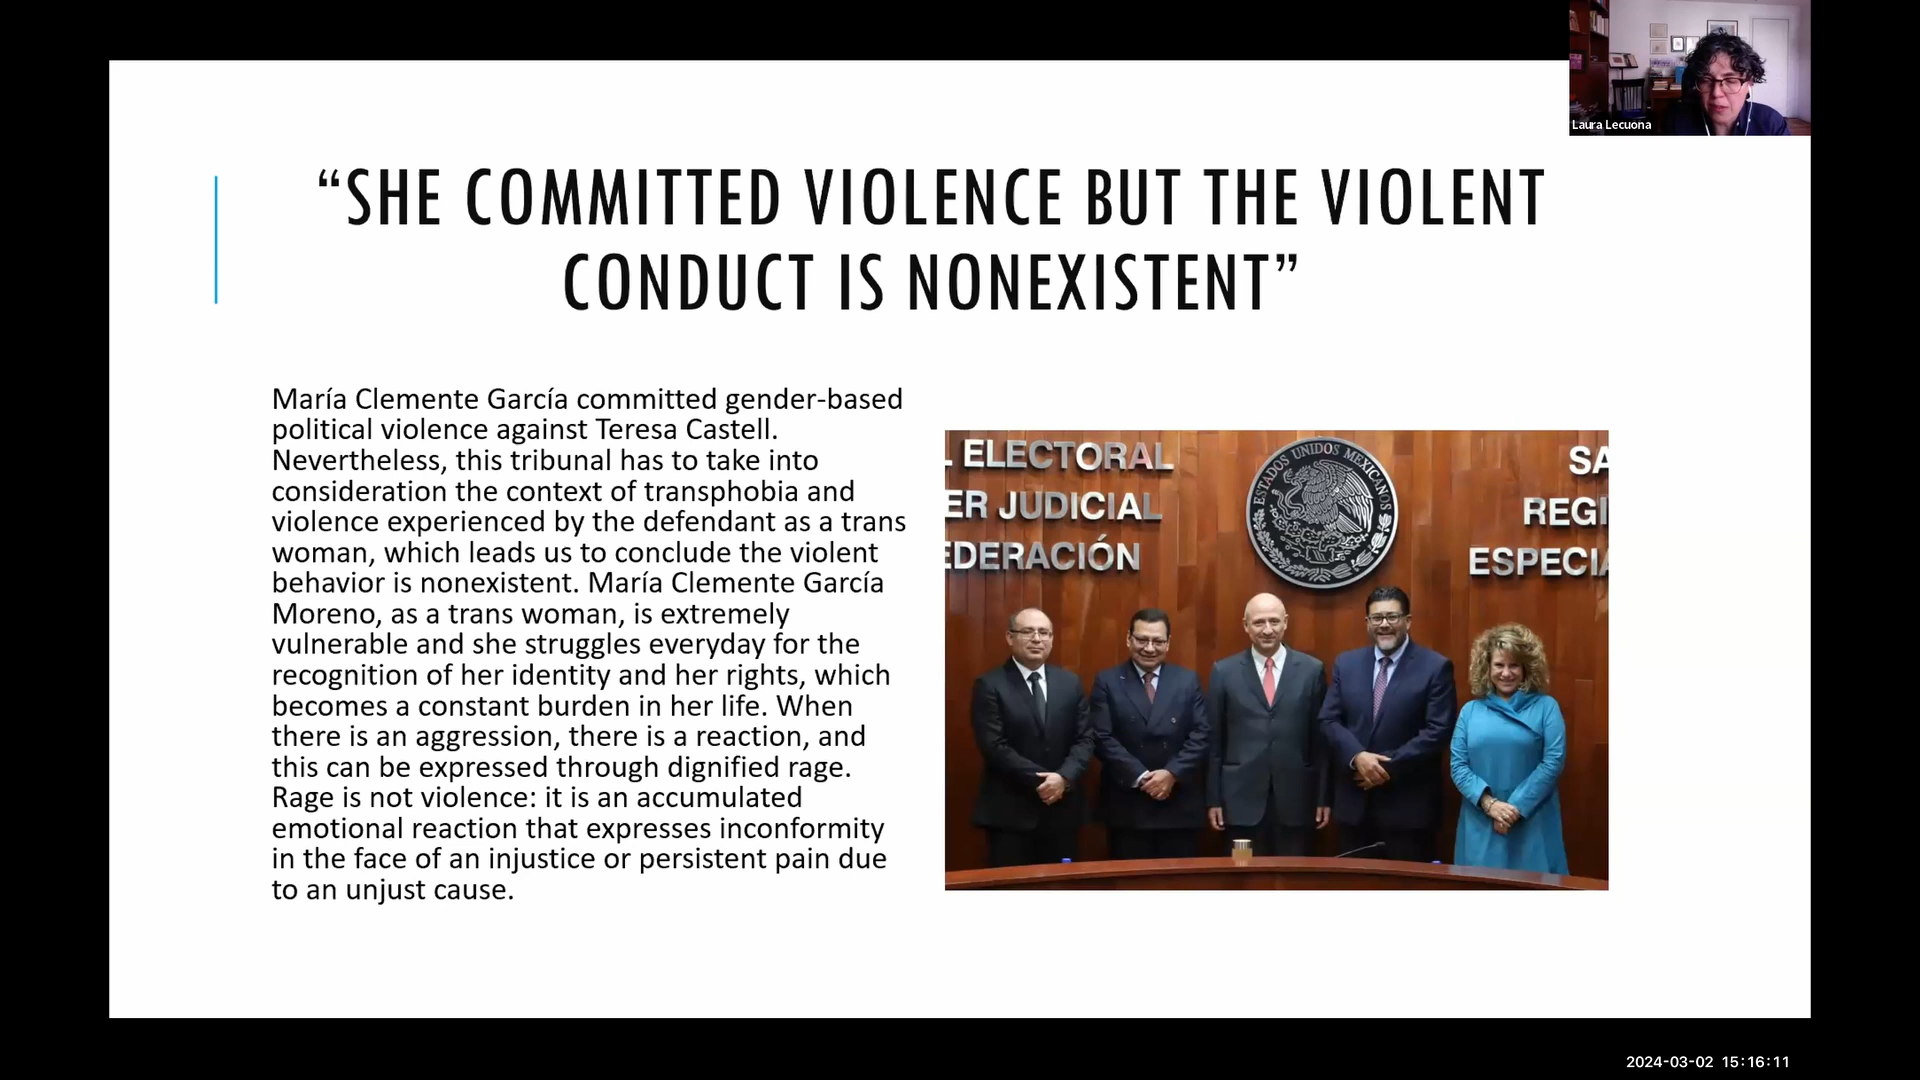 Laura Lecuona
“SHE COMMITTED VIOLENCE BUT THE VIOLENT
CONDUCT IS NONEXISTENT”
María Clemente García committed gender-based
political violence against Teresa Castell.
Nevertheless, this tribunal has to take into
consideration the context of transphobia and
violence experienced by the defendant as a trans
woman, which leads us to conclude the violent
behavior is nonexistent. María Clemente García
Moreno, as a trans woman, is extremely
vulnerable and she struggles everyday for the
recognition of her identity and her rights, which
becomes a constant burden in her life. When
there is an aggression, there is a reaction, and
this can be expressed through dignified rage.
Rage is not violence: it is an accumulated
emotional reaction that expresses inconformity
in the face of an injustice or persistent pain due
to an unjust cause.
L ELECTORAL
ER JUDICIAL
EDERACIÓN
ESTADOS UNIDOS MEXICANOS
SA
REGI
ESPECIA
2024-03-02 15:16:11